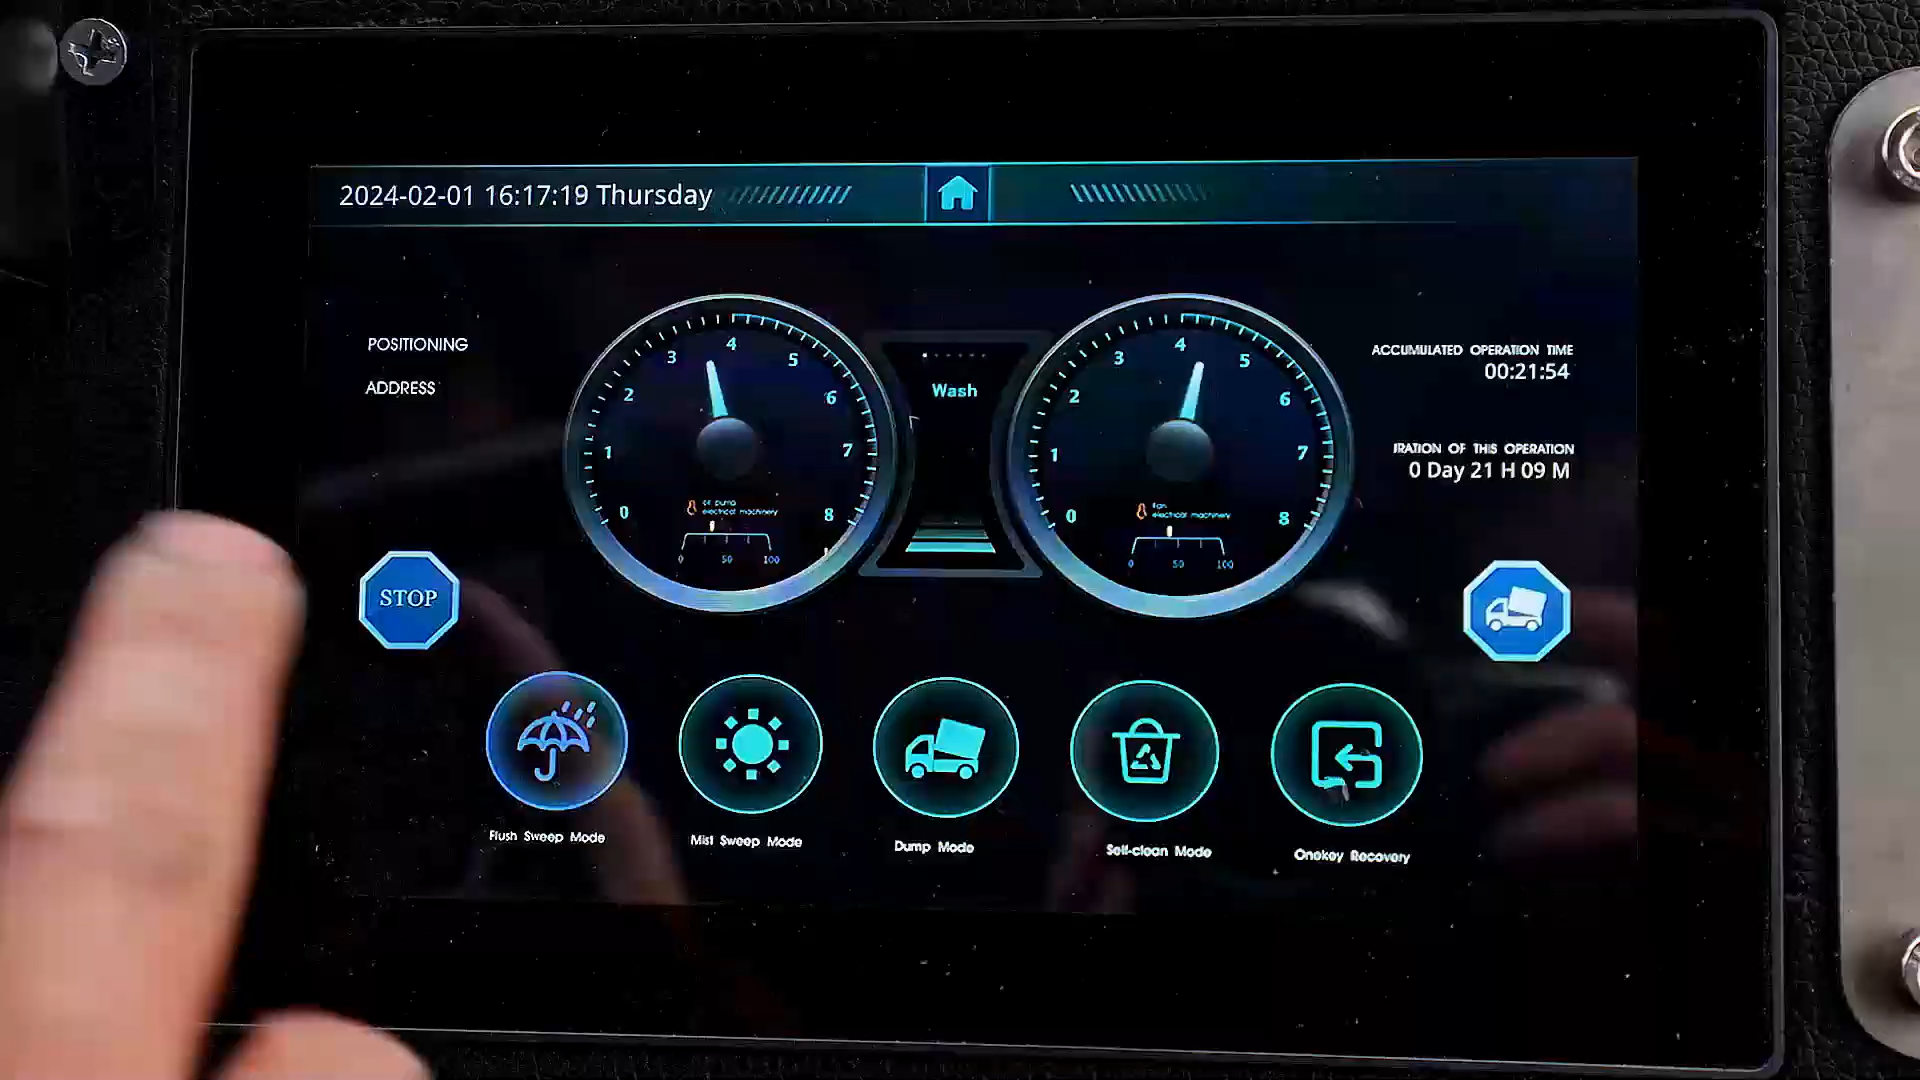 2024-02-01 16:17:19 Thursday
POSITIONING
ADDRESS
0
1
2
3
4
5
6
7
8
oil pump
electrical machinery
0 50 100
Wash
0
1
2
3
4
5
6
7
8
Fan
electrical machinery
0 50 100
ACCUMULATED OPERATION TIME
00:21:54
IRATION OF THIS OPERATION
0 Day 21 H 09 M
STOP
Flush Sweep Mode
Mist Sweep Mode
Dump Mode
Self-clean Mode
Onekey Recovery